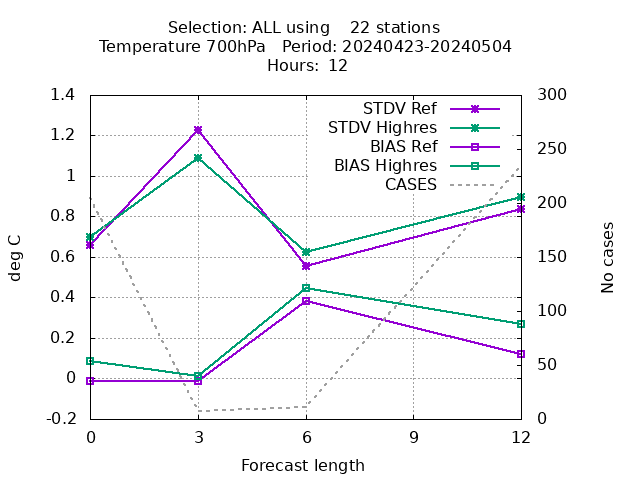 Selection: ALL using    22 stations
Temperature 700hPa   Period: 20240423-20240504
Hours:  12
1.4
1.2
1
0.8
0.6
0.4
0.2
0
-0.2
deg C
STDV Ref
STDV Highres
BIAS Ref
BIAS Highres
CASES
300
250
200
150
100
50
0
No cases
0
3
6
9
12
Forecast length